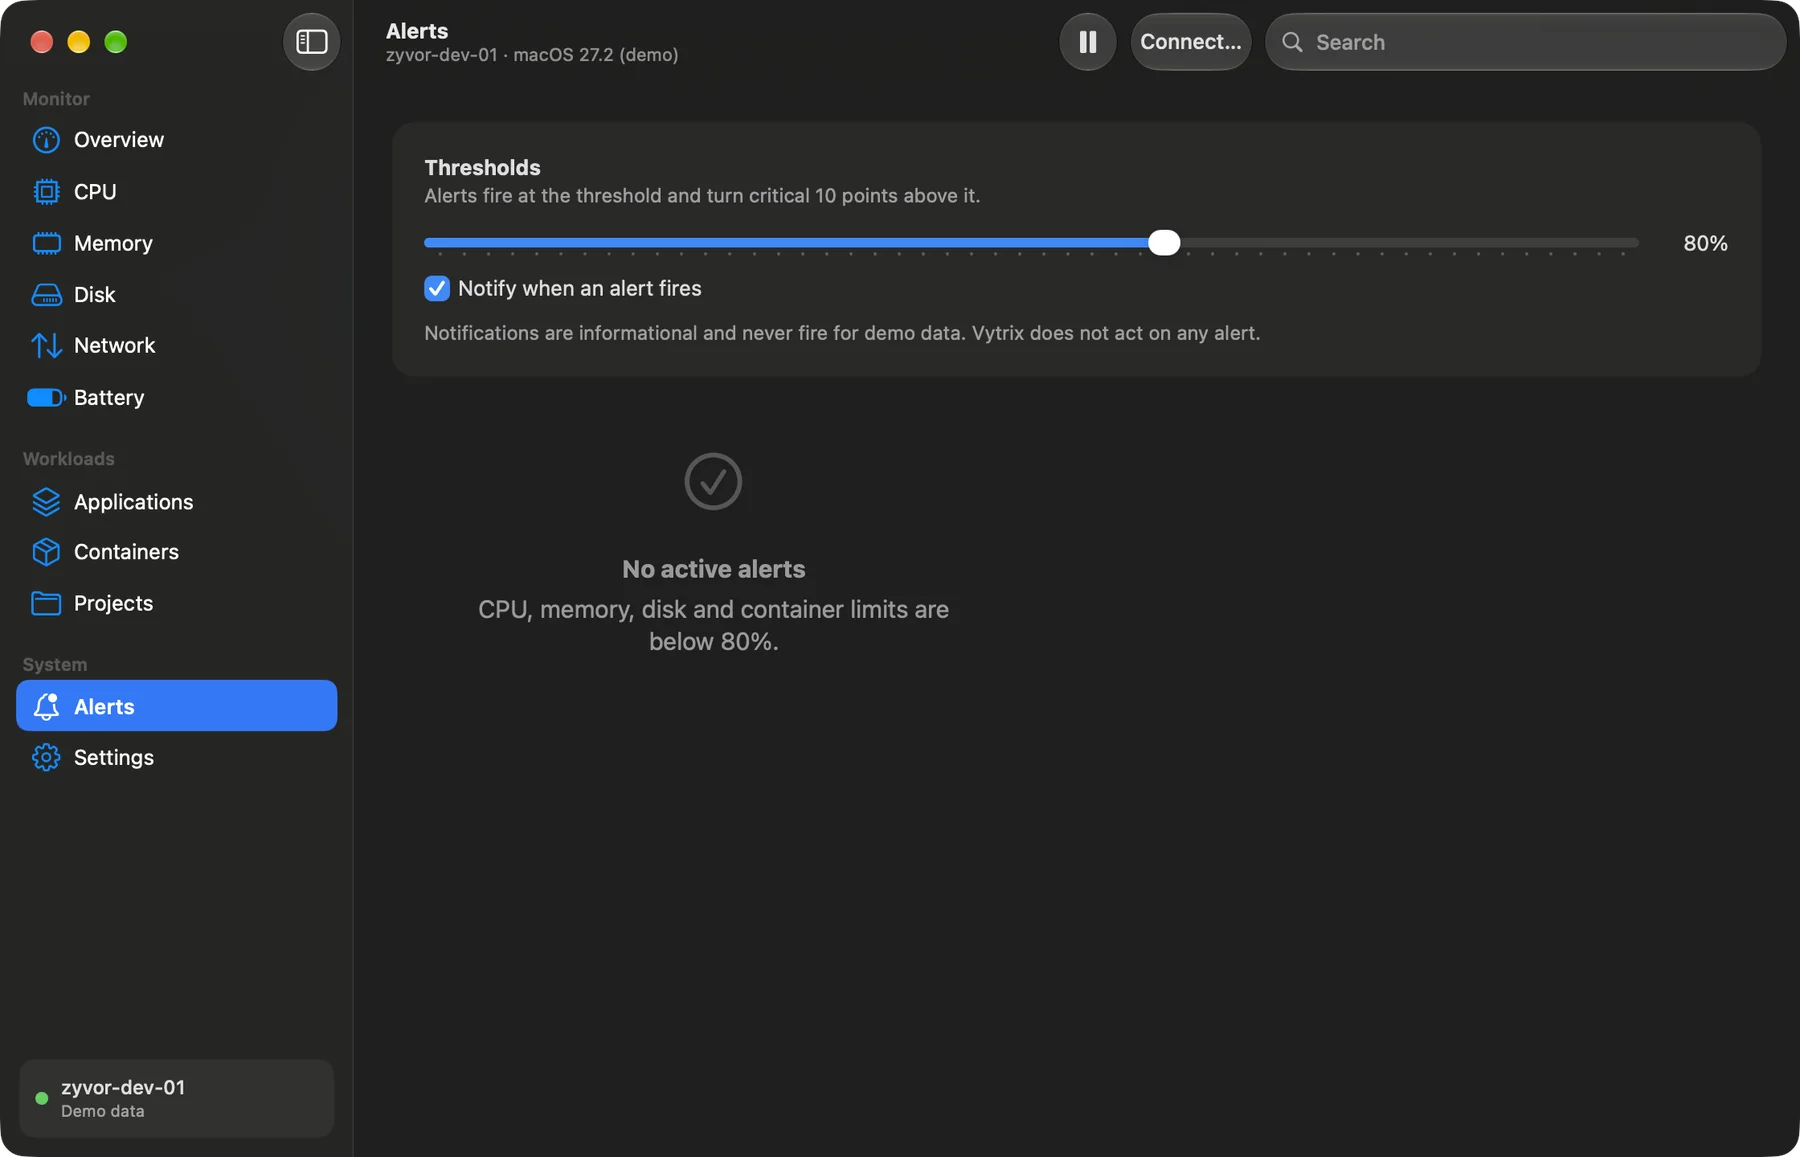 Alerts
zyvor-dev-01 · macOS 27.2 (demo)
Connect...
Search
Monitor
Overview
CPU
Memory
Disk
Network
Battery
Workloads
Applications
Containers
Projects
System
Alerts
Settings
zyvor-dev-01
Demo data
Thresholds
Alerts fire at the threshold and turn critical 10 points above it.
80%
Notify when an alert fires
Notifications are informational and never fire for demo data. Vytrix does not act on any alert.
No active alerts
CPU, memory, disk and container limits are
below 80%.